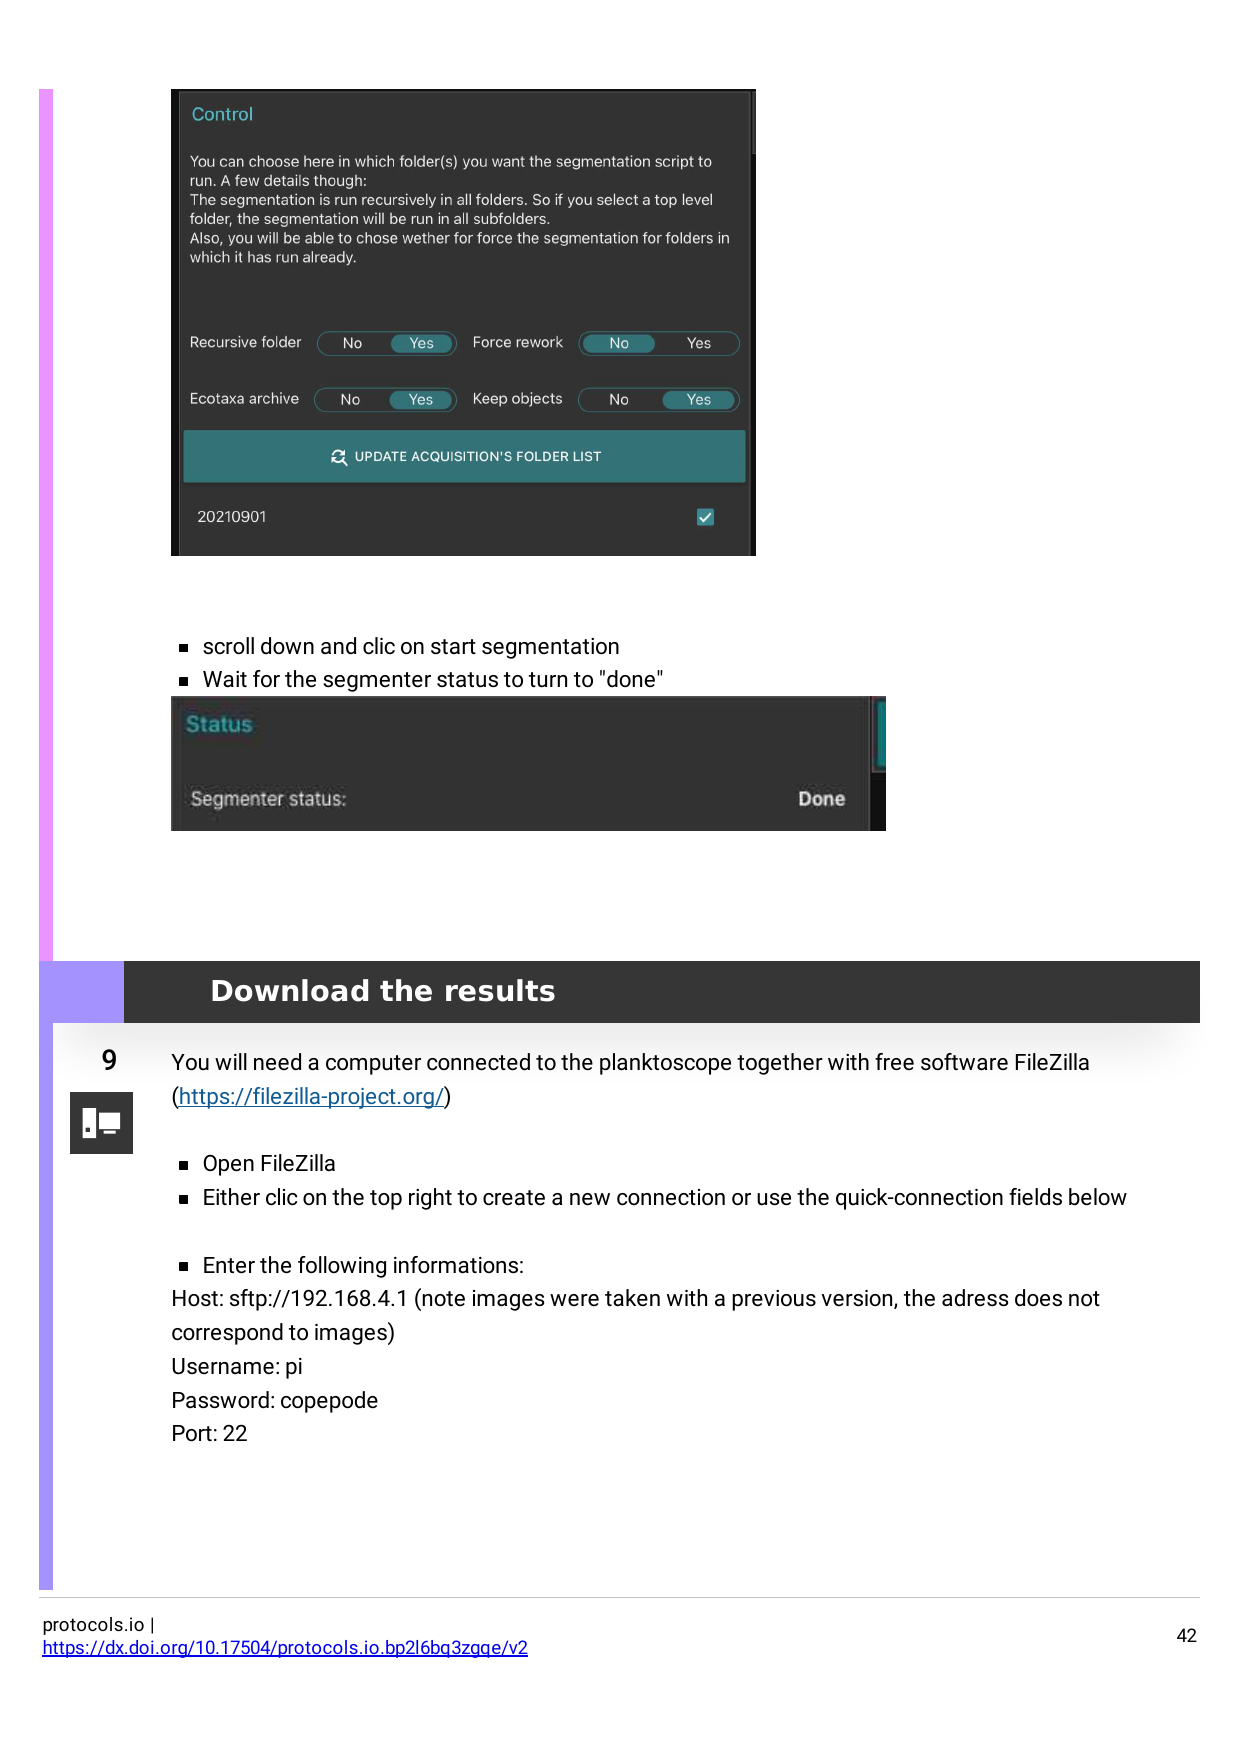 Control
You can choose here in which folder(s) you want the segmentation script to
run. A few details though:
The segmentation is run recursively in all folders. So if you select a top level
folder, the segmentation will be run in all subfolders.
Also, you will be able to chose wether for force the segmentation for folders in
which it has run already.
Recursive folder No Yes Force rework No Yes
Ecotaxa archive No Yes Keep objects No Yes
UPDATE ACQUISITION'S FOLDER LIST
20210901
▪ scroll down and clic on start segmentation
▪ Wait for the segmenter status to turn to "done"
Status
Segmenter status: Done
Download the results
9 You will need a computer connected to the planktoscope together with free software FileZilla
(https://filezilla-project.org/)
▪ Open FileZilla
▪ Either clic on the top right to create a new connection or use the quick-connection fields below
▪ Enter the following informations:
Host: sftp://192.168.4.1 (note images were taken with a previous version, the adress does not
correspond to images)
Username: pi
Password: copepode
Port: 22
protocols.io |
https://dx.doi.org/10.17504/protocols.io.bp2l6bq3zgqe/v2
42